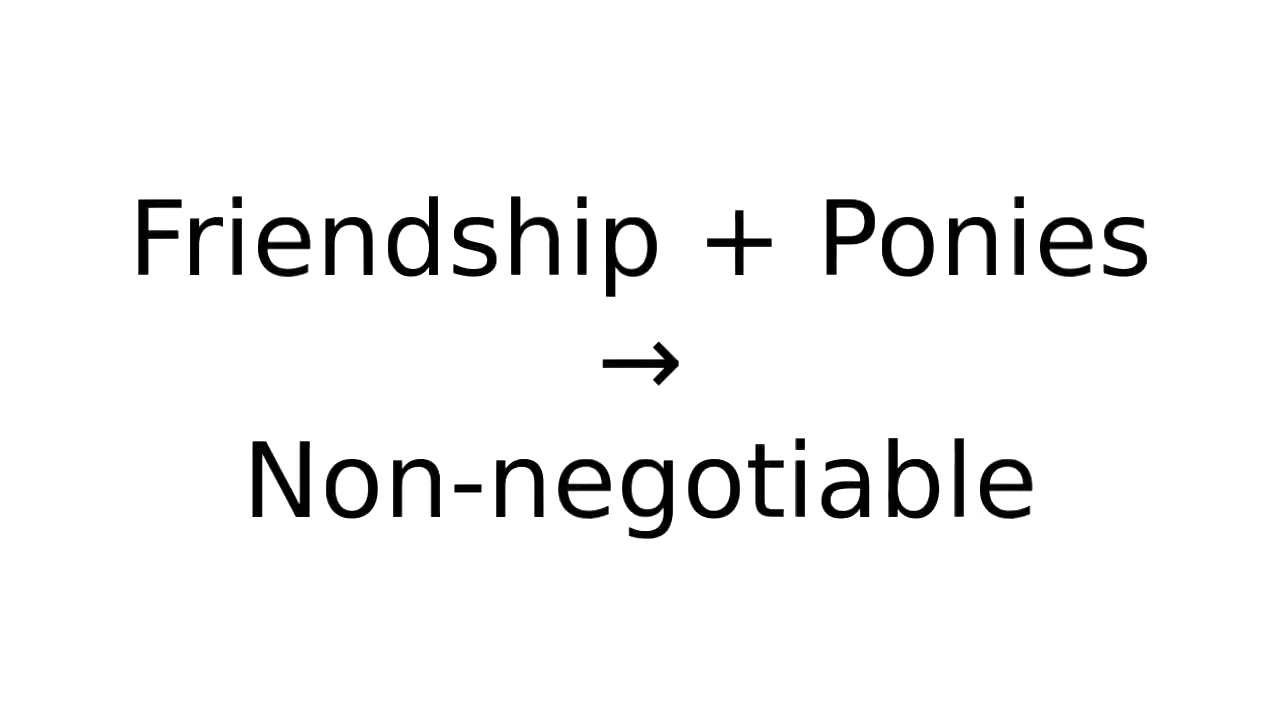 Friendship + Ponies
→
Non-negotiable